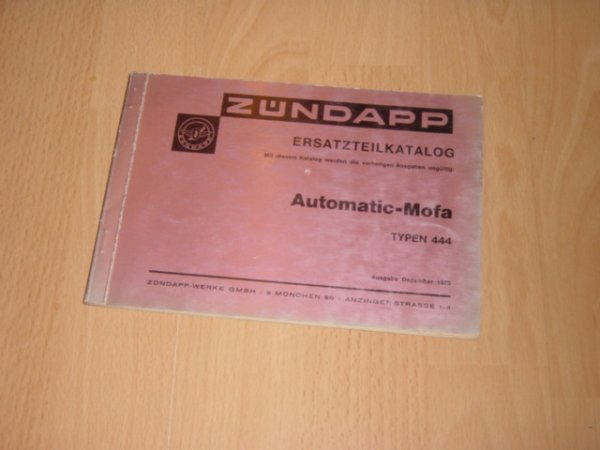 ZÜNDAPP
ERSATZTEILKATALOG
Mit diesem Katalog werden die vorherigen Ausgaben ungültig.
Automatic-Mofa
TYPEN 444
Ausgabe Dezember
ZÜNDAPP-WERKE GMBH · 8 MÜNCHEN 80 · ANZINGER STRASSE 1-3